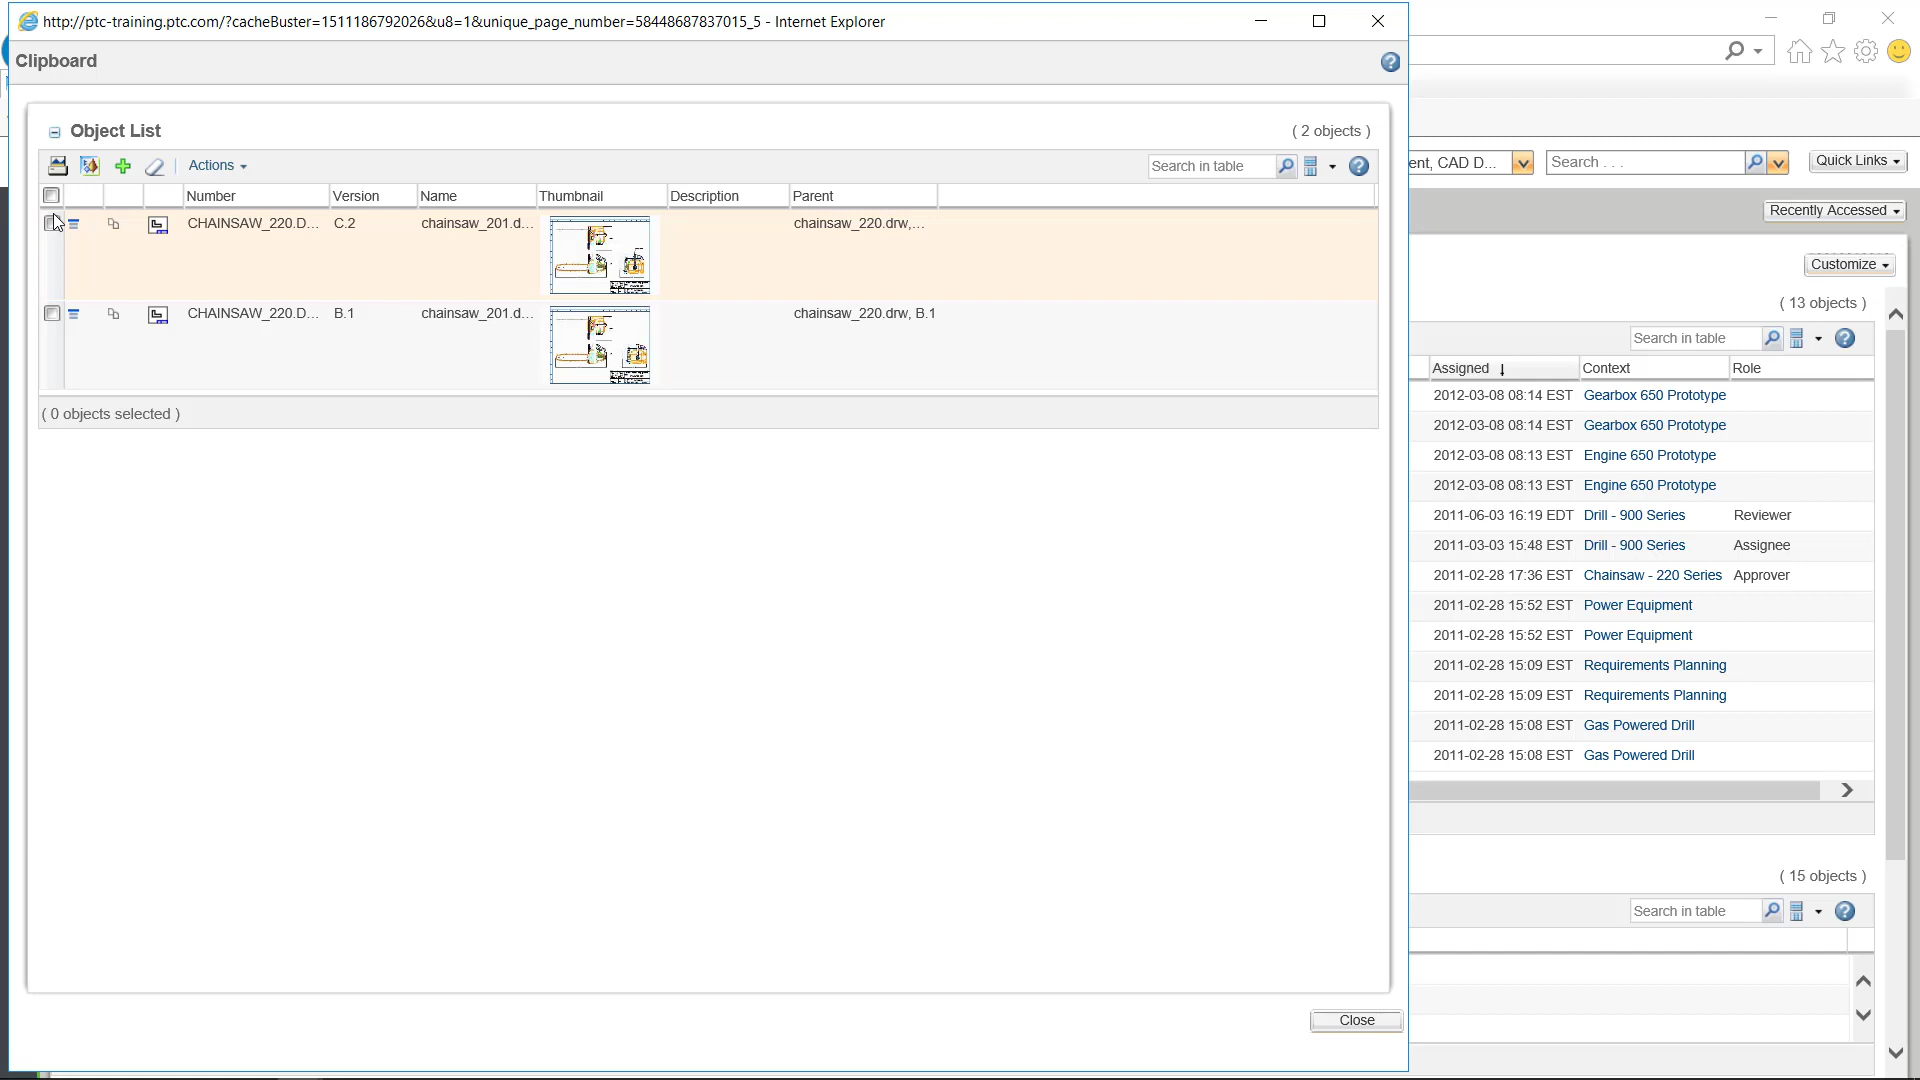 http://ptc-training.ptc.com/?cacheBuster=1511186792026&u8=1&unique_page_number=58448687837015_5 - Internet Explorer
Clipboard
Object List
( 2 objects )
Actions
Search in table
Number Version Name Thumbnail Description Parent
CHAINSAW_220.D... C.2 chainsaw_201.d... chainsaw_220.drw,...
CHAINSAW_220.D... B.1 chainsaw_201.d... chainsaw_220.drw, B.1
( 0 objects selected )
Close
ent, CAD D...
Search . . .
Quick Links
Recently Accessed
Customize
( 13 objects )
Search in table
Assigned Context Role
2012-03-08 08:14 EST Gearbox 650 Prototype
2012-03-08 08:14 EST Gearbox 650 Prototype
2012-03-08 08:13 EST Engine 650 Prototype
2012-03-08 08:13 EST Engine 650 Prototype
2011-06-03 16:19 EDT Drill - 900 Series Reviewer
2011-03-03 15:48 EST Drill - 900 Series Assignee
2011-02-28 17:36 EST Chainsaw - 220 Series Approver
2011-02-28 15:52 EST Power Equipment
2011-02-28 15:52 EST Power Equipment
2011-02-28 15:09 EST Requirements Planning
2011-02-28 15:09 EST Requirements Planning
2011-02-28 15:08 EST Gas Powered Drill
2011-02-28 15:08 EST Gas Powered Drill
( 15 objects )
Search in table